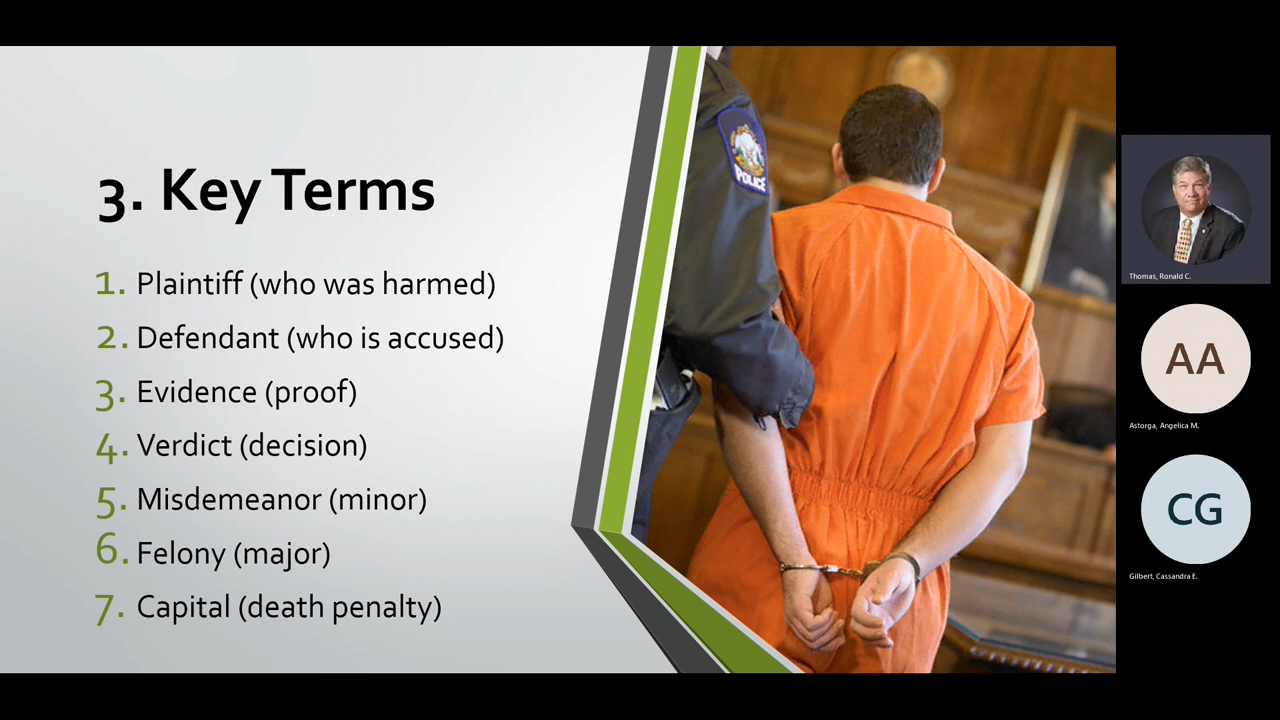 3. Key Terms
1. Plaintiff (who was harmed)
2. Defendant (who is accused)
3. Evidence (proof)
4. Verdict (decision)
5. Misdemeanor (minor)
6. Felony (major)
7. Capital (death penalty)
POLICE
Thomas, Ronald C.
AA
Astorga, Angelica M.
CG
Gilbert, Cassandra E.